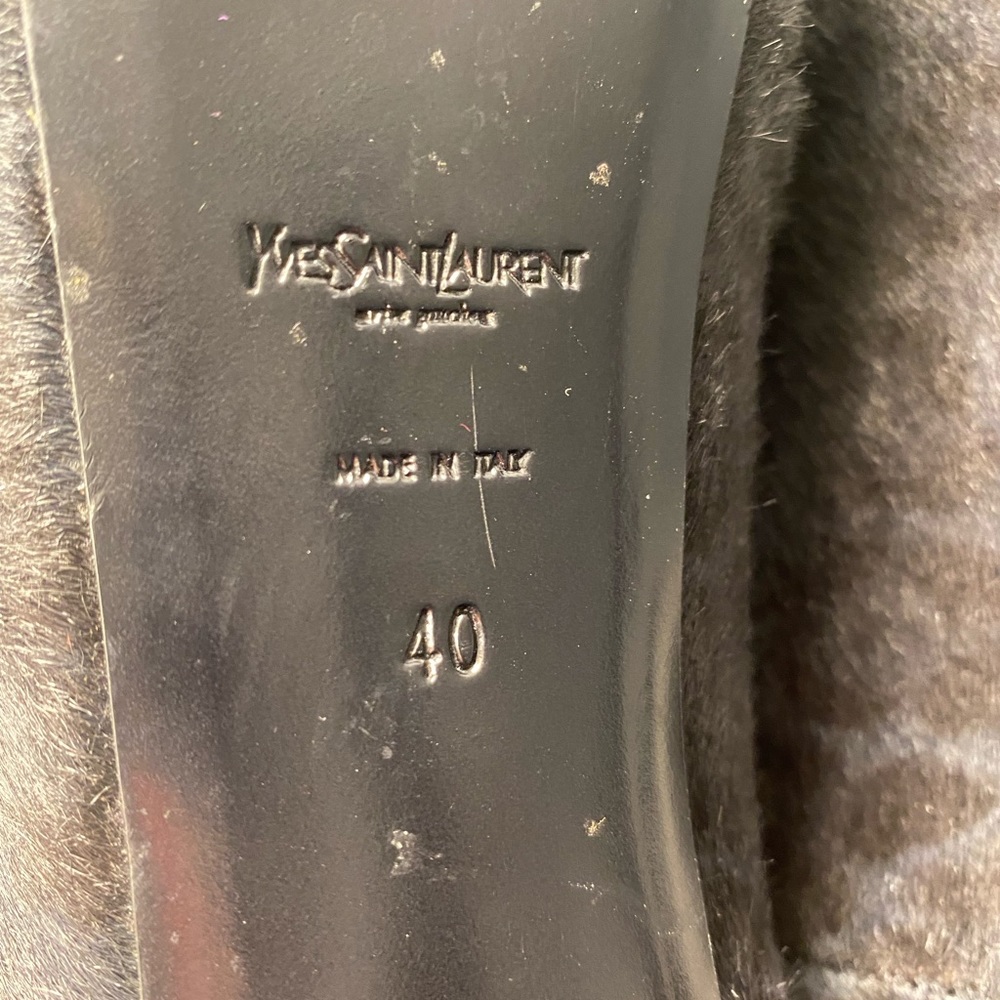 YVESSAINTLAURENT
rive gauche
MADE IN ITALY
40